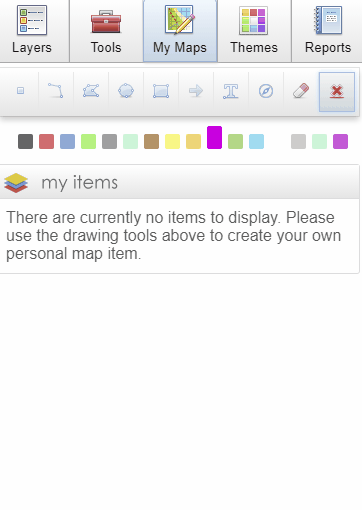 Layers Tools My Maps Themes Reports
T
my items
There are currently no items to display. Please
use the drawing tools above to create your own
personal map item.